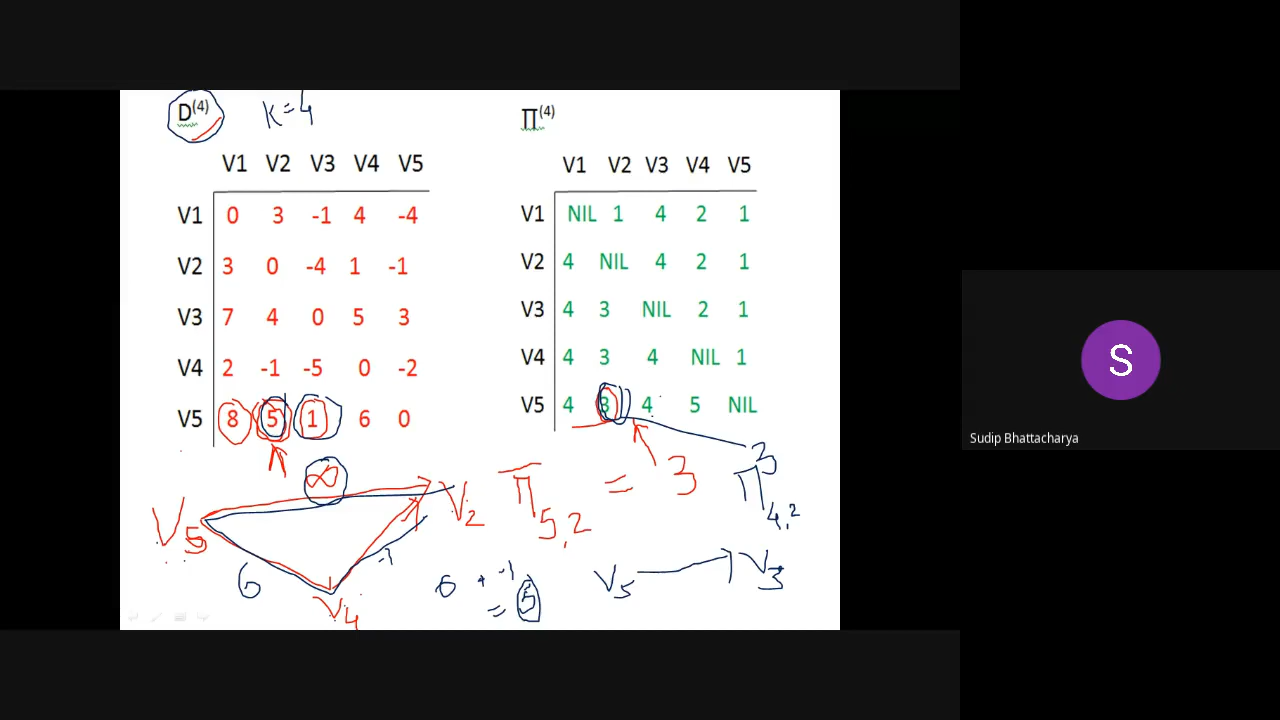 D(4) K=4
V1 V2 V3 V4 V5
V1 0 3 -1 4 -4
V2 3 0 -4 1 -1
V3 7 4 0 5 3
V4 2 -1 -5 0 -2
V5 8 5 1 6 0
∏(4)
V1 V2 V3 V4 V5
V1 NIL 1 4 2 1
V2 4 NIL 4 2 1
V3 4 3 NIL 2 1
V4 4 3 4 NIL 1
V5 4 3 4 5 NIL
∞
V5 V2
6 -1
V4
6 + -1
= 5
π5,2 = 3
π3 4,2
V5 V3
S
Sudip Bhattacharya